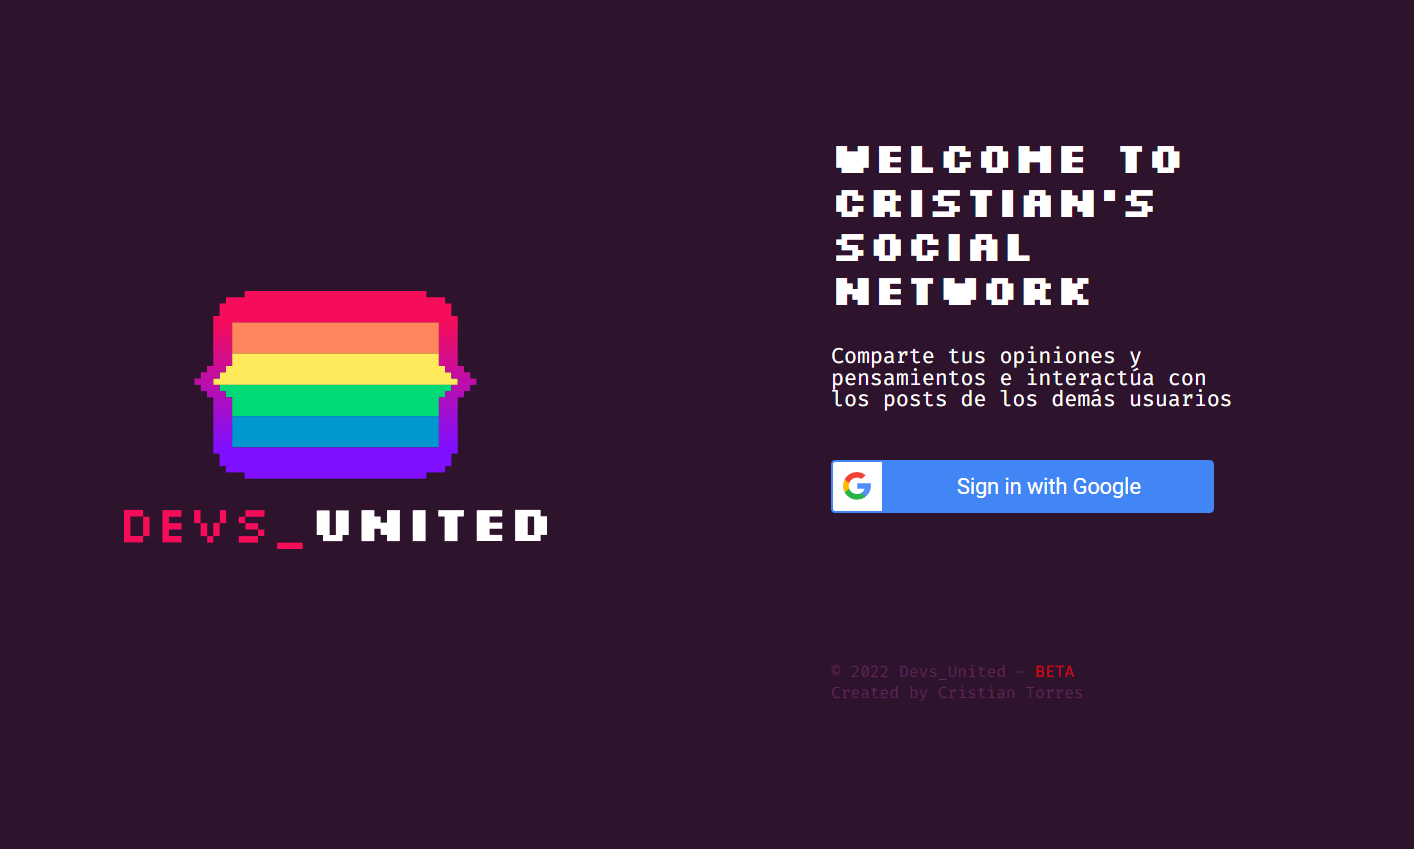 DEVS_UNITED
WELCOME TO
CRISTIAN'S
SOCIAL
NETWORK
Comparte tus opiniones y
pensamientos e interactúa con
los posts de los demás usuarios
Sign in with Google
© 2022 Devs_United - BETA
Created by Cristian Torres